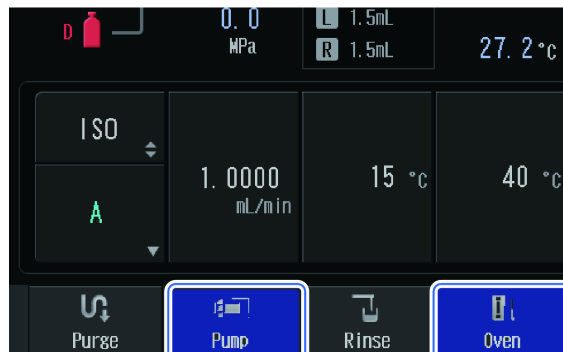 D
0.0
MPa
L 1.5mL
R 1.5mL
27.2°C
ISO
A
1.0000
mL/min
15 °C
40 °C
Purge
Pump
Rinse
Oven